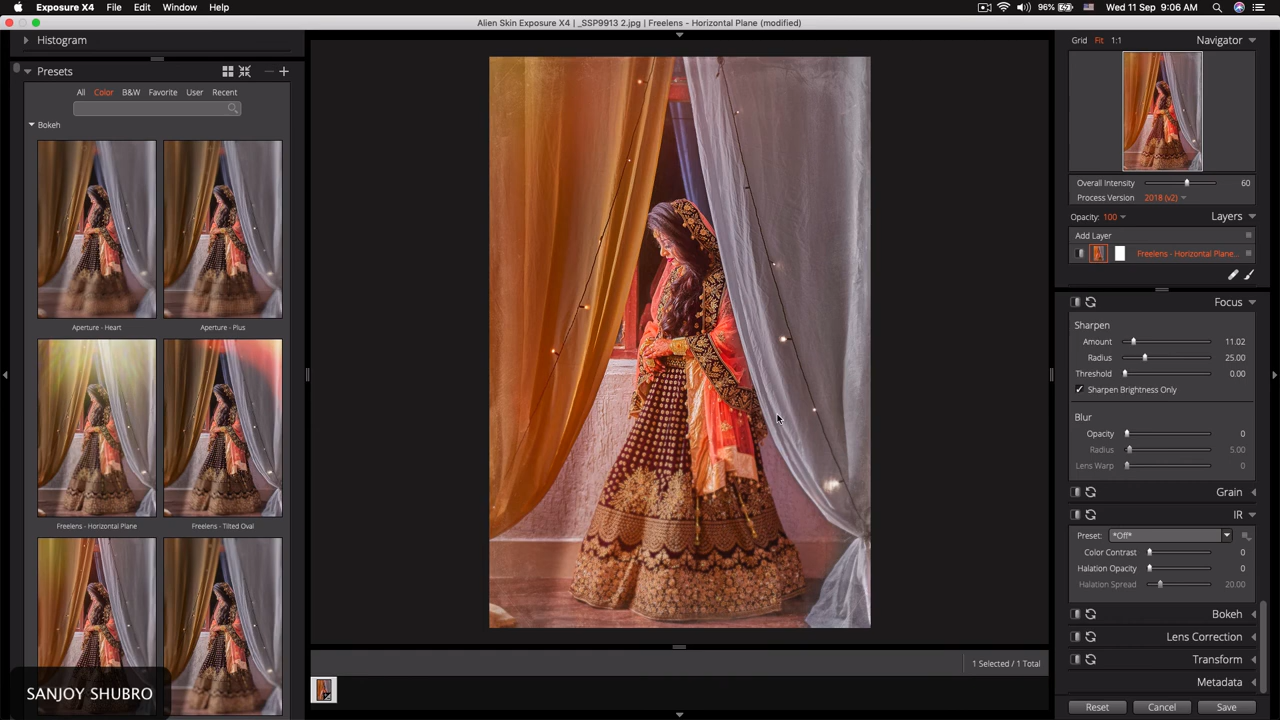 Exposure X4 File Edit Window Help 96% Wed 11 Sep 9:06 AM
Alien Skin Exposure X4 | _SSP9913 2.jpg | Freelens - Horizontal Plane (modified)
Histogram
Presets
All Color B&W Favorite User Recent
Bokeh
Aperture - Heart Aperture - Plus
Freelens - Horizontal Plane Freelens - Tilted Oval
SANJOY SHUBRO
1 Selected / 1 Total
Grid Fit 1:1 Navigator
Overall Intensity 60
Process Version 2018 (v2)
Opacity: 100 Layers
Add Layer
Freelens - Horizontal Plane...
Focus
Sharpen
Amount 11.02
Radius 25.00
Threshold 0.00
Sharpen Brightness Only
Blur
Opacity 0
Radius 5.00
Lens Warp 0
Grain
IR
Preset: *Off*
Color Contrast 0
Halation Opacity 0
Halation Spread 20.00
Bokeh
Lens Correction
Transform
Metadata
Reset Cancel Save